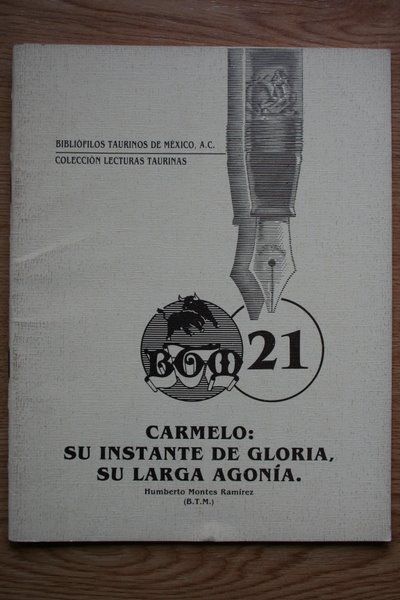 BIBLIÓFILOS TAURINOS DE MÉXICO, A.C.
COLECCIÓN LECTURAS TAURINAS
BTM
21
CARMELO:
SU INSTANTE DE GLORIA,
SU LARGA AGONÍA.
Humberto Montes Ramírez
(B.T.M.)